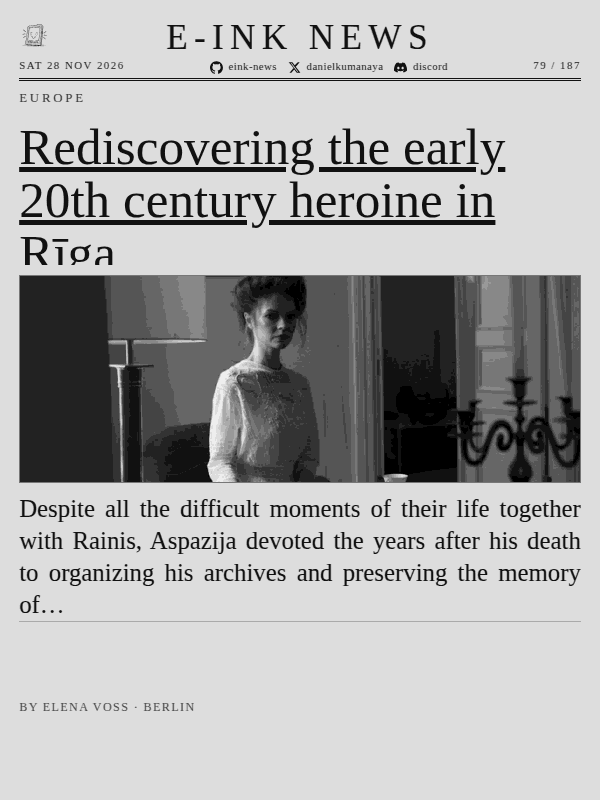 E-INK NEWS
SAT 28 NOV 2026
eink-news
danielkumanaya
discord
79 / 187
EUROPE
Rediscovering the early
20th century heroine in
Rīga
Despite all the difficult moments of their life together
with Rainis, Aspazija devoted the years after his death
to organizing his archives and preserving the memory
of…
BY ELENA VOSS · BERLIN